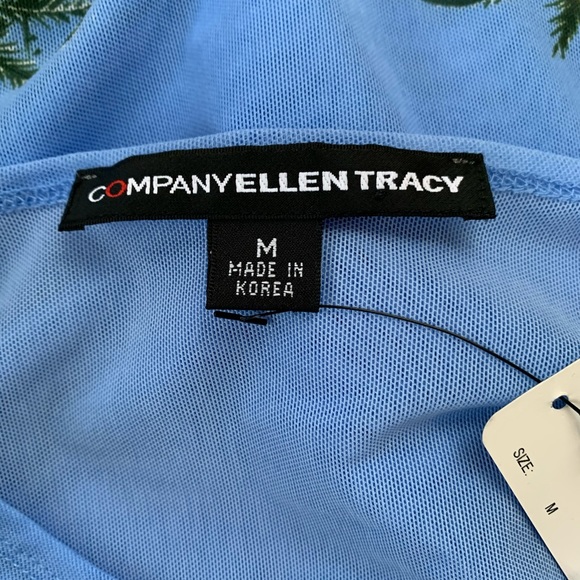 COMPANYELLEN TRACY
M
MADE IN
KOREA
SIZE: M